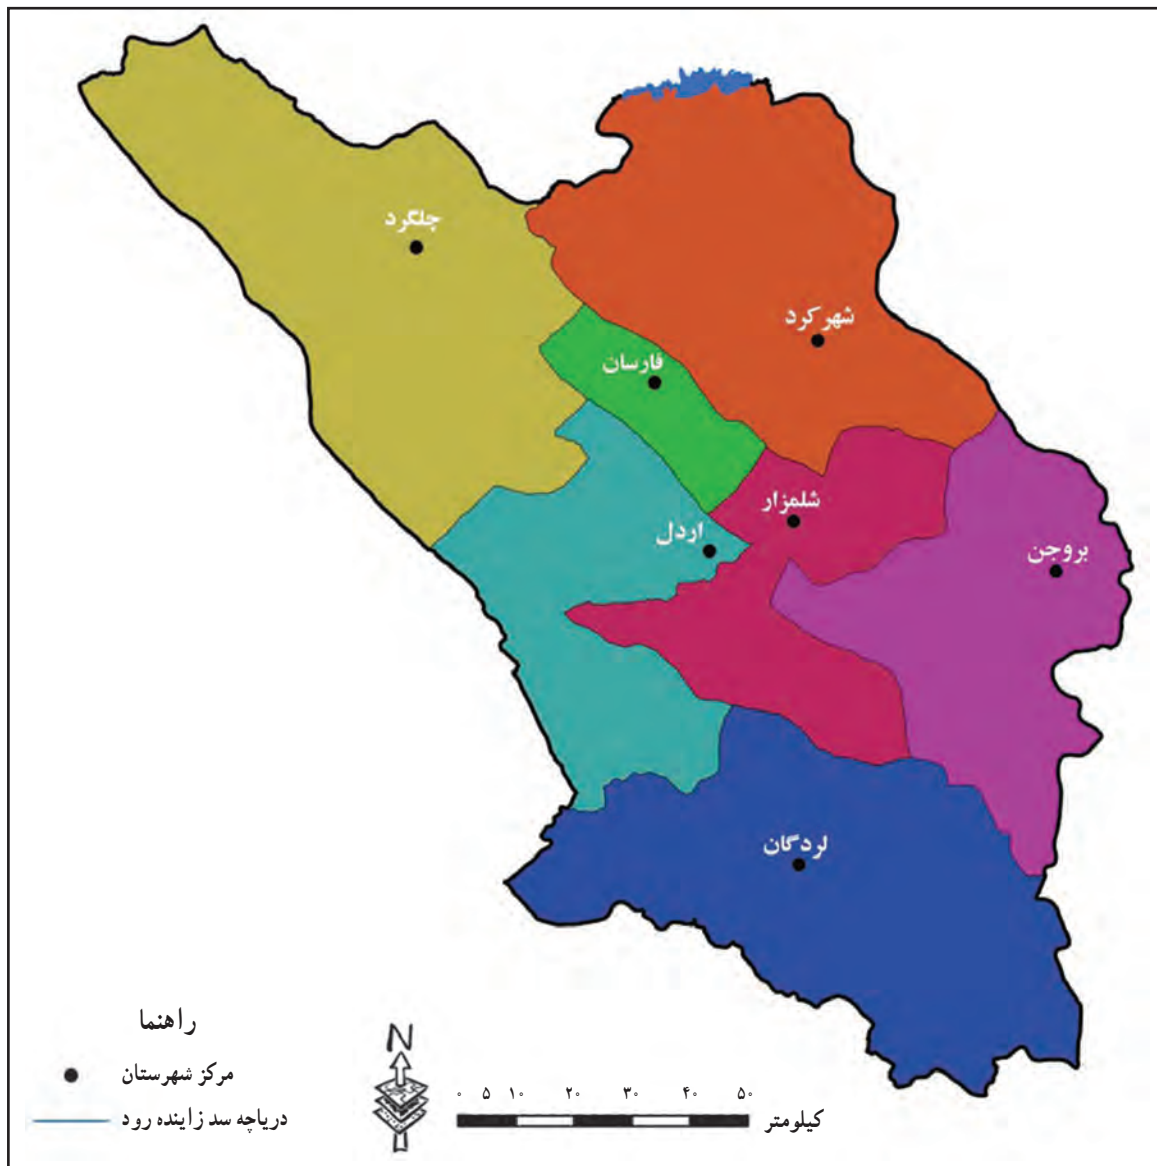 چلگرد
شهرکرد
فارسان
شلمزار
اردل
بروجن
لردگان
راهنما
مرکز شهرستان
دریاچه سد زاینده رود
N
۰ ۵ ۱۰ ۲۰ ۳۰ ۴۰ ۵۰
کیلومتر